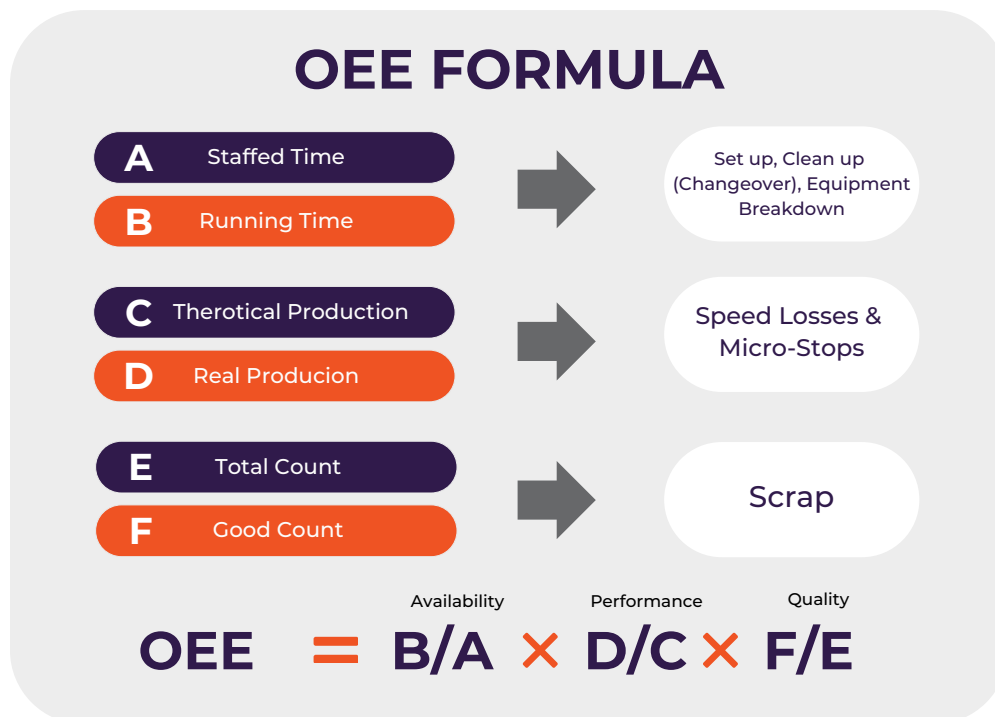 OEE FORMULA
A Staffed Time
B Running Time
Set up, Clean up
(Changeover), Equipment
Breakdown
C Therotical Production
D Real Producion
Speed Losses &
Micro-Stops
E Total Count
F Good Count
Scrap
Availability Performance Quality
OEE = B/A × D/C × F/E